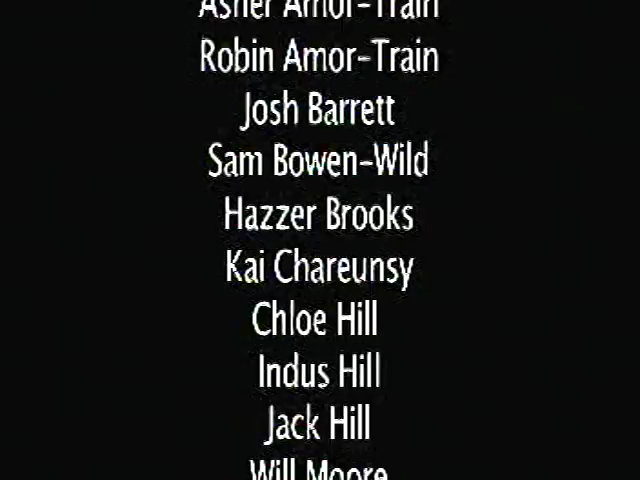 Asher Amor-Train
Robin Amor-Train
Josh Barrett
Sam Bowen-Wild
Hazzer Brooks
Kai Chareunsy
Chloe Hill
Indus Hill
Jack Hill
Will Moore